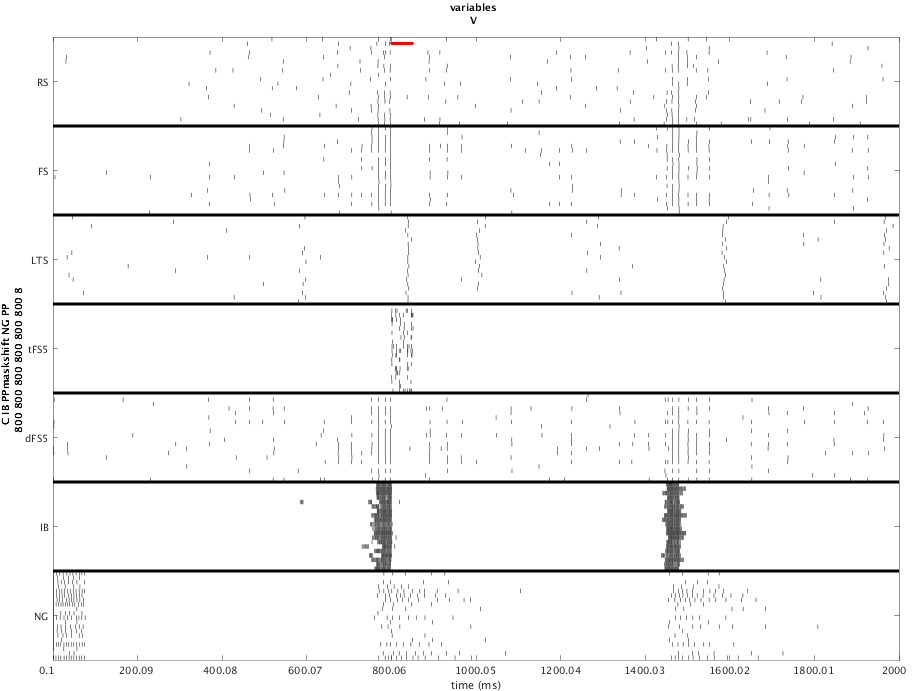 variables
V
RS
FS
LTS
tFS5
dFS5
IB
NG
C IB PPmaskshift NG PP
800 800 800 800 800 8
0.1 200.09 400.08 600.07 800.06 1000.05 1200.04 1400.03 1600.02 1800.01 2000
time (ms)